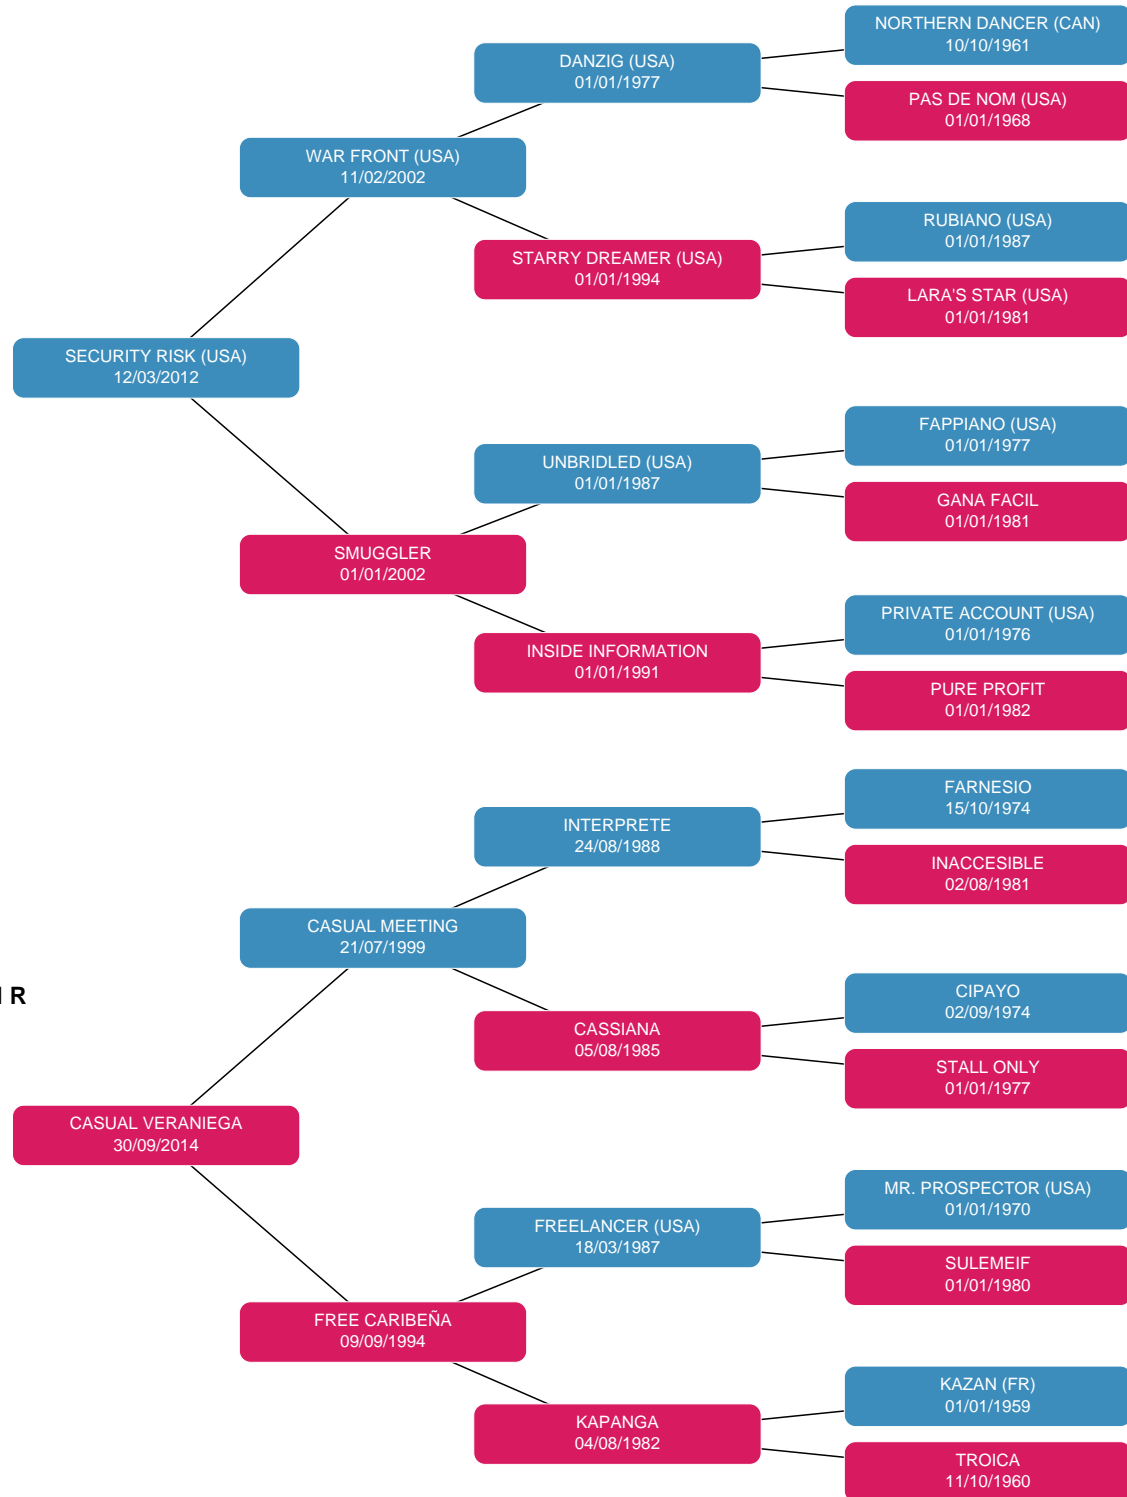 NORTHERN DANCER (CAN)
10/10/1961
DANZIG (USA)
01/01/1977
PAS DE NOM (USA)
01/01/1968
WAR FRONT (USA)
11/02/2002
RUBIANO (USA)
01/01/1987
STARRY DREAMER (USA)
01/01/1994
LARA'S STAR (USA)
01/01/1981
SECURITY RISK (USA)
12/03/2012
FAPPIANO (USA)
01/01/1977
UNBRIDLED (USA)
01/01/1987
GANA FACIL
01/01/1981
SMUGGLER
01/01/2002
PRIVATE ACCOUNT (USA)
01/01/1976
INSIDE INFORMATION
01/01/1991
PURE PROFIT
01/01/1982
FARNESIO
15/10/1974
INTERPRETE
24/08/1988
INACCESIBLE
02/08/1981
CASUAL MEETING
21/07/1999
CIPAYO
02/09/1974
R
CASSIANA
05/08/1985
STALL ONLY
01/01/1977
CASUAL VERANIEGA
30/09/2014
MR. PROSPECTOR (USA)
01/01/1970
FREELANCER (USA)
18/03/1987
SULEMEIF
01/01/1980
FREE CARIBEÑA
09/09/1994
KAZAN (FR)
01/01/1959
KAPANGA
04/08/1982
TROICA
11/10/1960